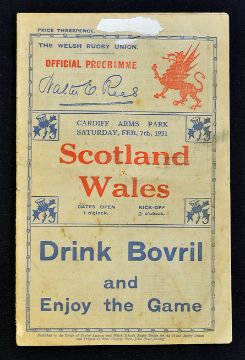 PRICE THREEPENCE.
THE WELSH RUGBY UNION.
OFFICIAL PROGRAMME
Walter E. Rees
CARDIFF ARMS PARK
SATURDAY, FEB, 7th, 1931
Scotland
v.
Wales
GATES OPEN
1 o'clock.
KICK-OFF
3 o'clock.
Drink Bovril
and
Enjoy the Game